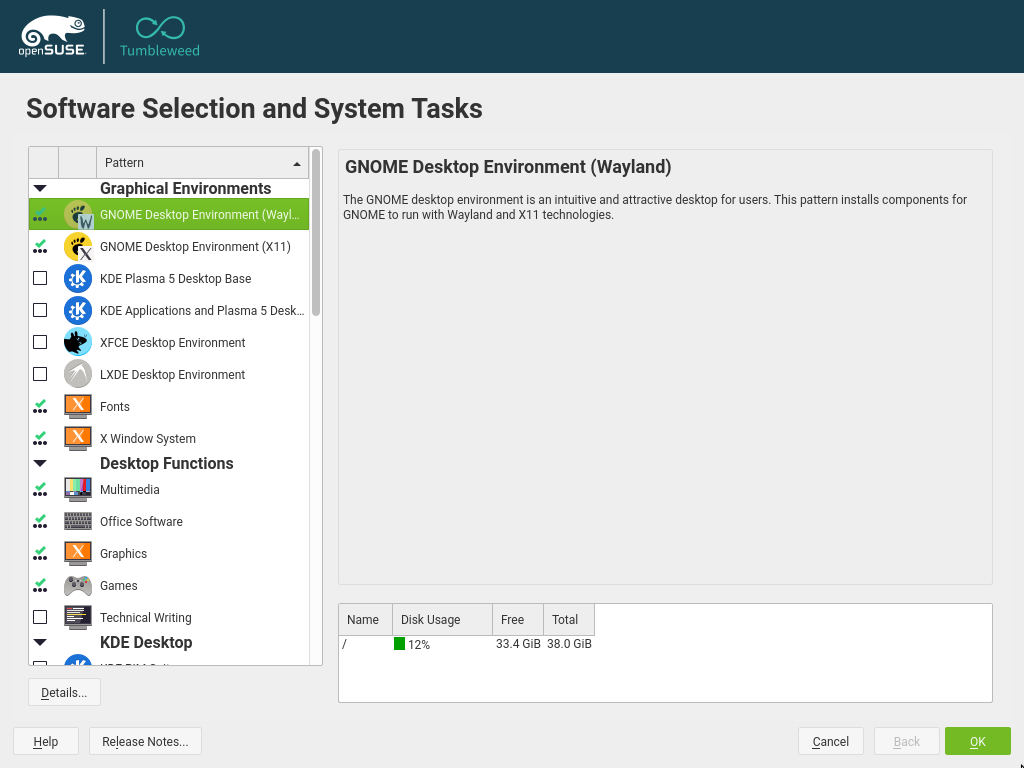 openSUSE.
Tumbleweed
Software Selection and System Tasks
Pattern
Graphical Environments
GNOME Desktop Environment (Wayl...
GNOME Desktop Environment (X11)
KDE Plasma 5 Desktop Base
KDE Applications and Plasma 5 Desk...
XFCE Desktop Environment
LXDE Desktop Environment
Fonts
X Window System
Desktop Functions
Multimedia
Office Software
Graphics
Games
Technical Writing
KDE Desktop
Details...
GNOME Desktop Environment (Wayland)
The GNOME desktop environment is an intuitive and attractive desktop for users. This pattern installs components for
GNOME to run with Wayland and X11 technologies.
Name Disk Usage Free Total
/ 12% 33.4 GiB 38.0 GiB
Help Release Notes... Cancel Back OK